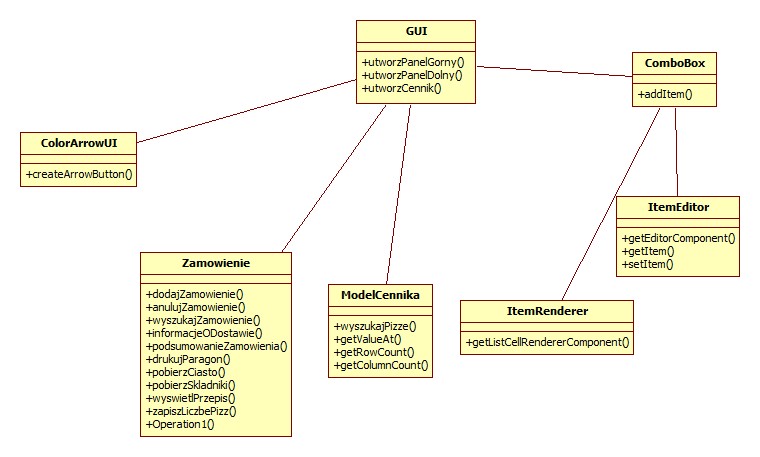 GUI
+utworzPanelGorny()
+utworzPanelDolny()
+utworzCennik()
ComboBox
+addItem()
ColorArrowUI
+createArrowButton()
ItemEditor
+getEditorComponent()
+getItem()
+setItem()
Zamowienie
+dodajZamowienie()
+anulujZamowienie()
+wyszukajZamowienie()
+informacjeODostawie()
+podsumowanieZamowienia()
+drukujParagon()
+pobierzCiasto()
+pobierzSkladniki()
+wyswietlPrzepis()
+zapiszLiczbePizz()
+Operation1()
ModelCennika
+wyszukajPizze()
+getValueAt()
+getRowCount()
+getColumnCount()
ItemRenderer
+getListCellRendererComponent()